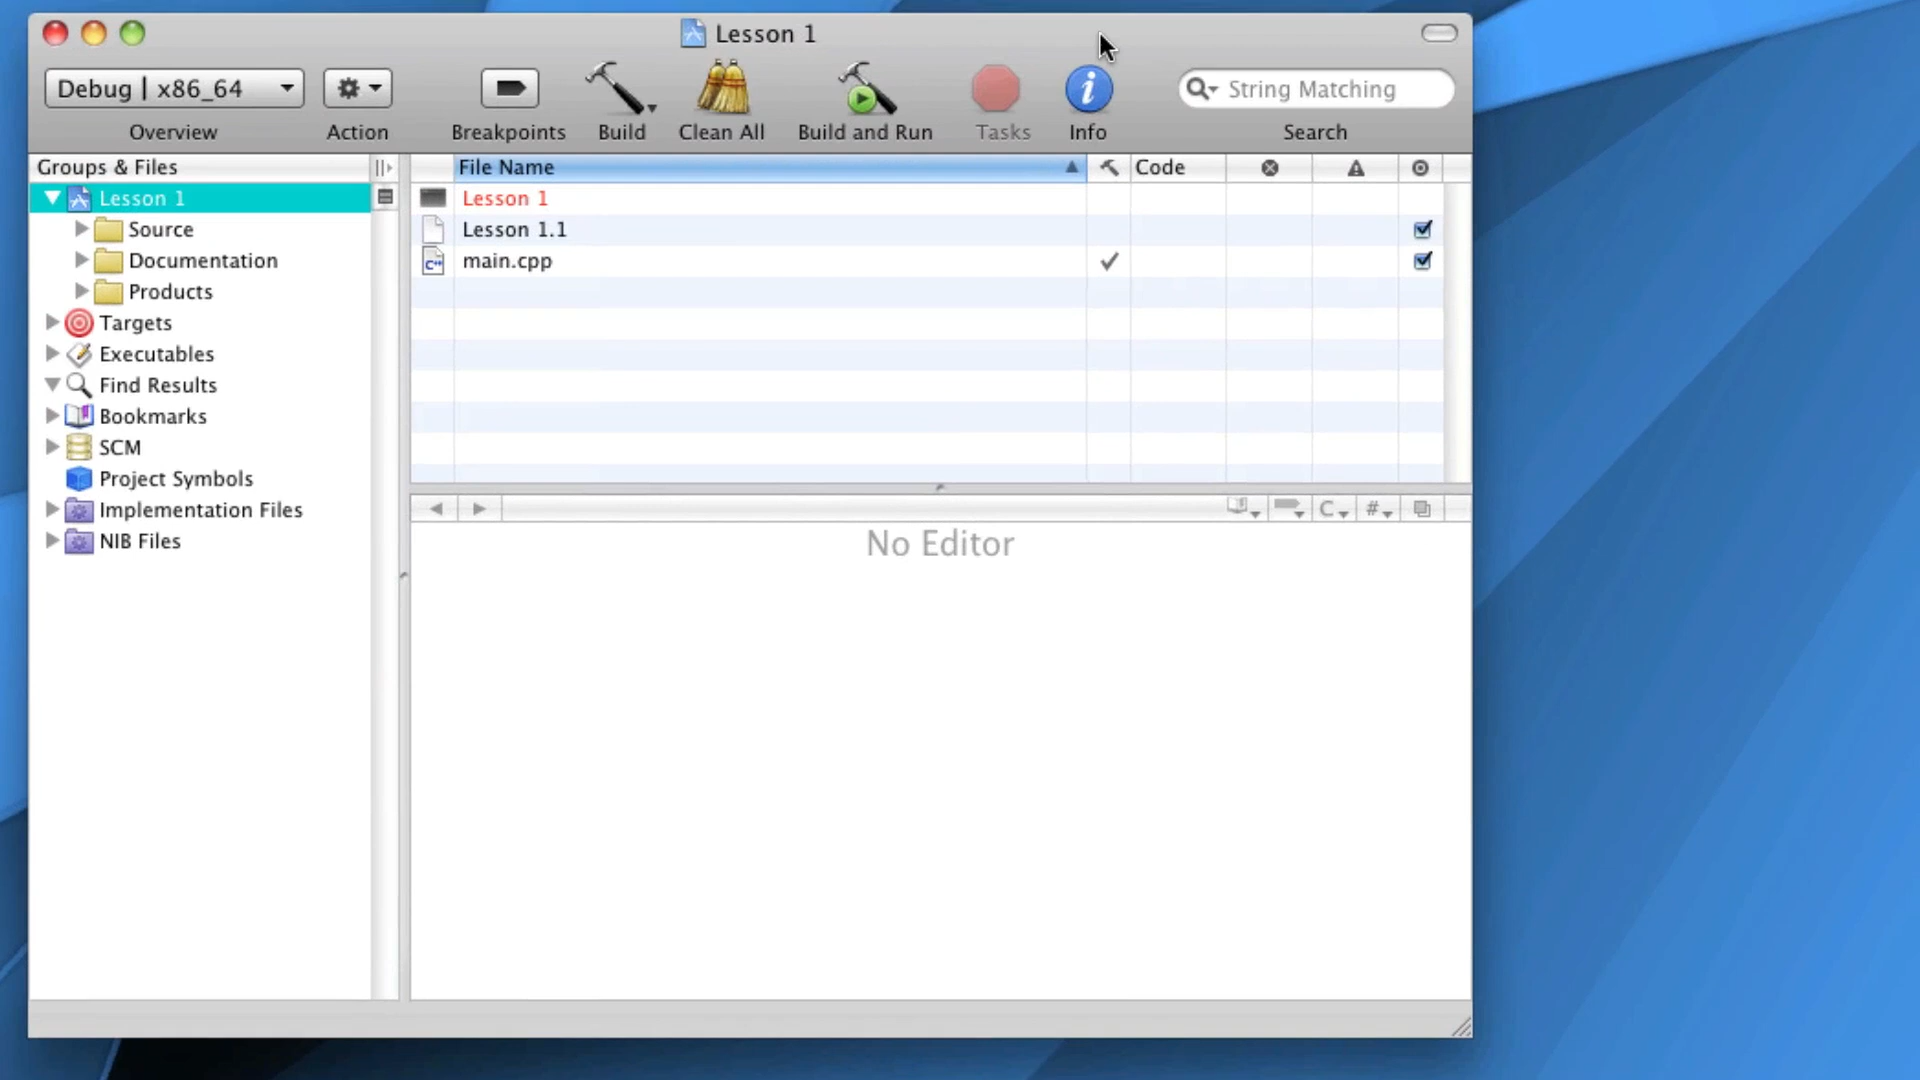 Lesson 1
Debug | x86_64
String Matching
Overview Action Breakpoints Build Clean All Build and Run Tasks Info Search
Groups & Files
File Name Code
Lesson 1
Source
Documentation
Products
Targets
Executables
Find Results
Bookmarks
SCM
Project Symbols
Implementation Files
NIB Files
Lesson 1
Lesson 1.1
C++ main.cpp
C #
No Editor